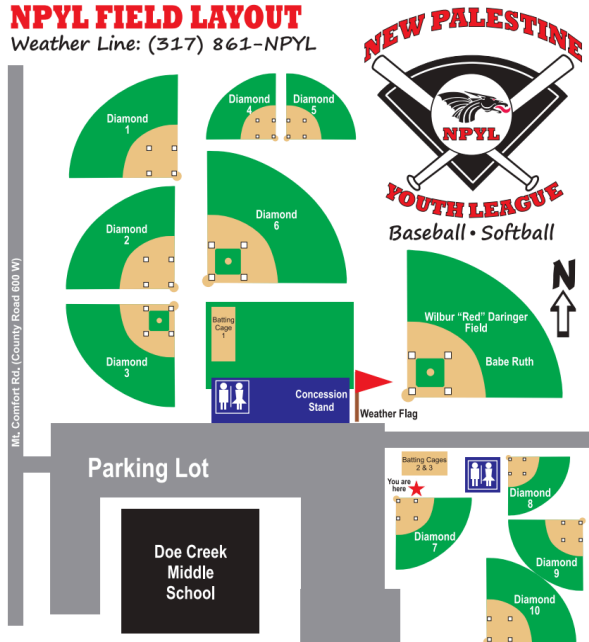 NPYL FIELD LAYOUT
Weather Line: (317) 861-NPYL
NEW PALESTINE
NPYL
YOUTH LEAGUE
Baseball • Softball
N
Mt. Comfort Rd. (County Road 600 W)
Diamond
1
Diamond
4
Diamond
5
Diamond
2
Diamond
6
Diamond
3
Batting
Cage
1
Wilbur “Red” Daringer
Field
Babe Ruth
Concession
Stand
Weather Flag
Parking Lot
Batting Cages
2 & 3
You are
here
Diamond
7
Diamond
8
Diamond
9
Diamond
10
Doe Creek
Middle
School